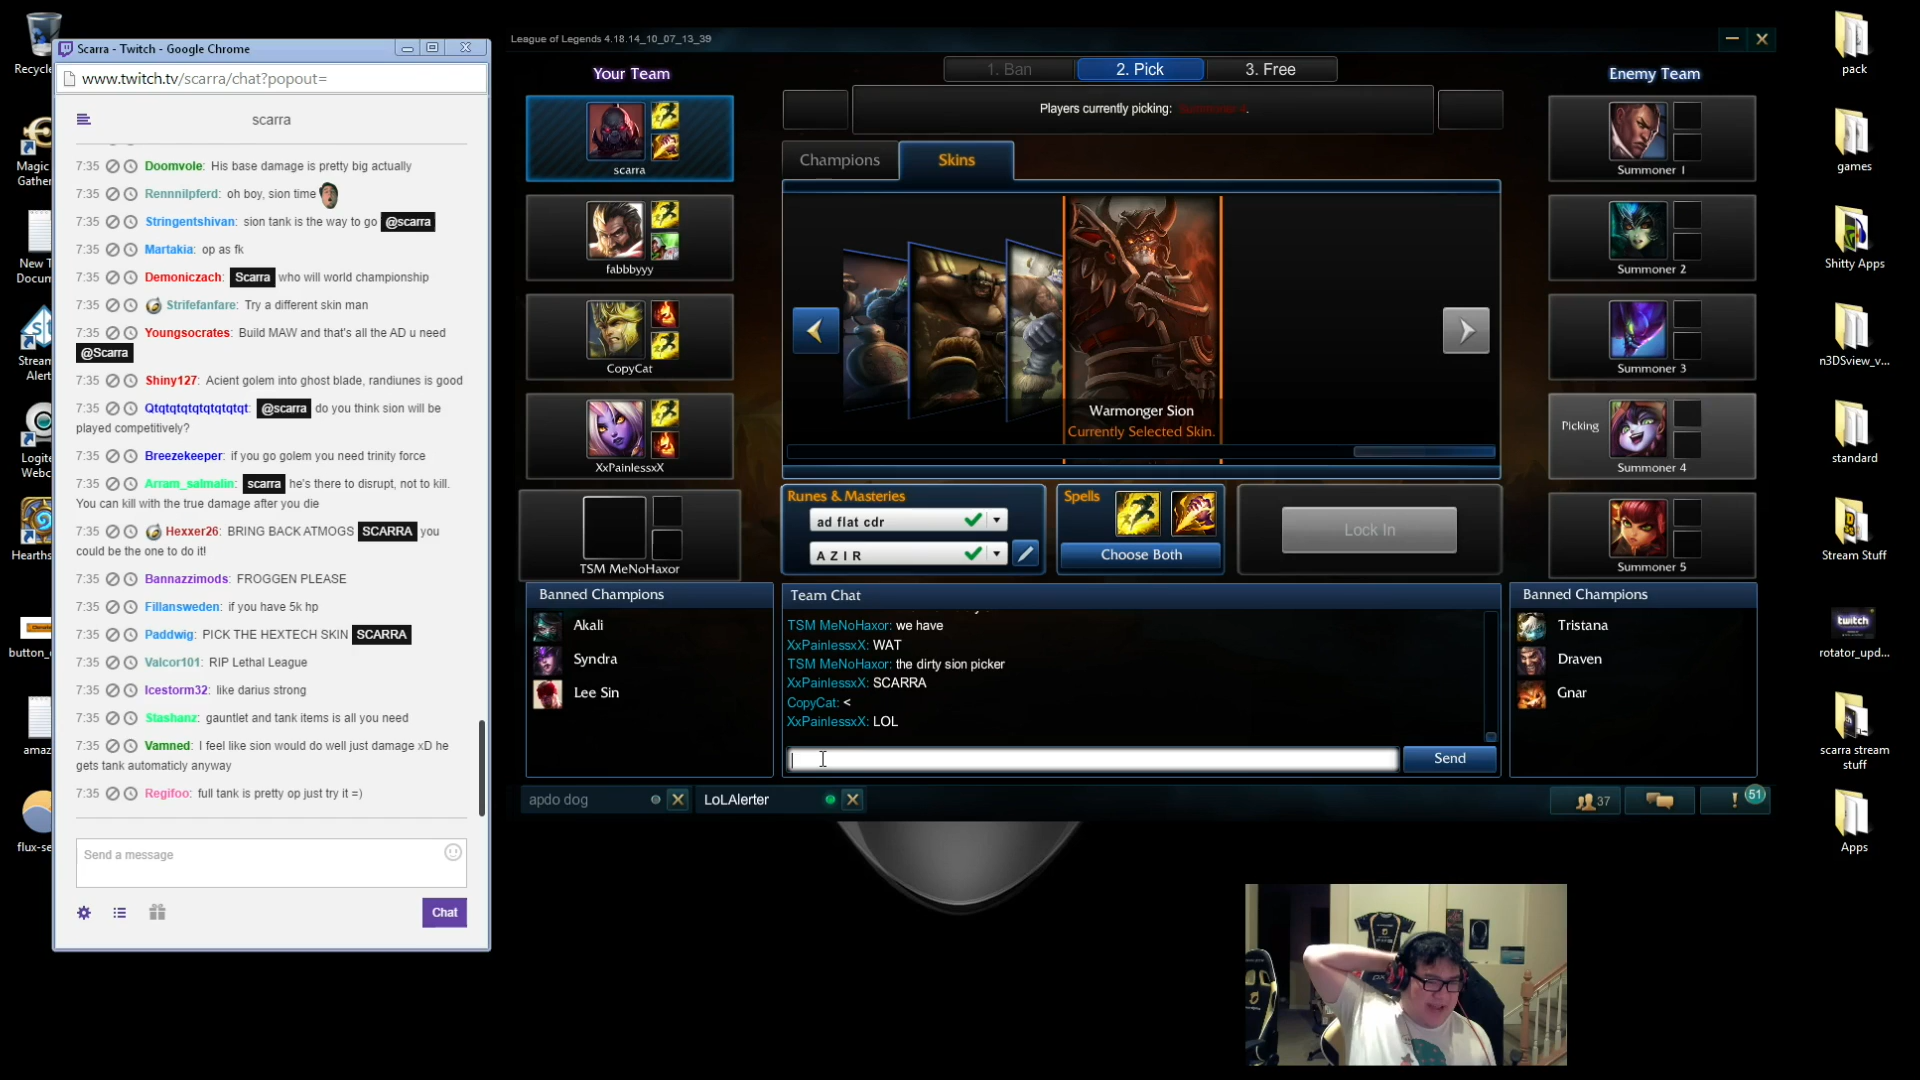 Recycle
Magic
Gather
New T
Docum
Stream
Alert
Logite
Webc
Hearths
button_
amaz
flux-se
Scarra - Twitch - Google Chrome
www.twitch.tv/scarra/chat?popout=
scarra
7:35 Doomvole: His base damage is pretty big actually
7:35 Rennnilpferd: oh boy, sion time
7:35 Stringentshivan: sion tank is the way to go @scarra
7:35 Martakia: op as fk
7:35 Demoniczach: Scarra who will world championship
7:35 Strifefanfare: Try a different skin man
7:35 Youngsocrates: Build MAW and that's all the AD u need
@Scarra
7:35 Shiny127: Acient golem into ghost blade, randiunes is good
7:35 Qtqtqtqtqtqtqtqt: @scarra do you think sion will be
played competitively?
7:35 Breezekeeper: if you go golem you need trinity force
7:35 Arram_salmalin: scarra he's there to disrupt, not to kill.
You can kill with the true damage after you
die
7:35 Hexxer26: BRING BACK ATMOGS SCARRA you
could be the one to do it!
7:35 Bannazzimods: FROGGEN PLEASE
7:35 Fillansweden: if you have 5k hp
7:35 Paddwig: PICK THE HEXTECH SKIN SCARRA
7:35 Valcor101: RIP Lethal League
7:35 Icestorm32: like darius strong
7:35 Stashanz: gauntlet and tank items is all you need
7:35 Vamned: I feel like sion would do well just damage xD he
gets tank automaticly anyway
7:35 Regifoo: full tank is pretty op just try it =)
Send a message
Chat
League of Legends 4.18.14_10_07_13_39
Your Team
1. Ban
2. Pick
3. Free
Enemy Team
Players currently picking: Summoner 4.
scarra
fabbbyyy
CopyCat
XxPainlessxX
TSM MeNoHaxor
Champions
Skins
Warmonger Sion
Currently Selected Skin.
Runes & Masteries
ad flat cdr
A Z I R
Spells
Choose Both
Lock In
Summoner 1
Summoner 2
Summoner 3
Picking
Summoner 4
Summoner 5
Banned Champions
Akali
Syndra
Lee Sin
Team Chat
TSM MeNoHaxor: we have
XxPainlessxX: WAT
TSM MeNoHaxor: the dirty sion picker
XxPainlessxX: SCARRA
CopyCat: <
XxPainlessxX: LOL
Send
Banned Champions
Tristana
Draven
Gnar
apdo dog
LoLAlerter
37
51
pack
games
Shitty Apps
n3DSview_v...
standard
Stream Stuff
twitch
rotator_upd...
scarra stream
stuff
Apps